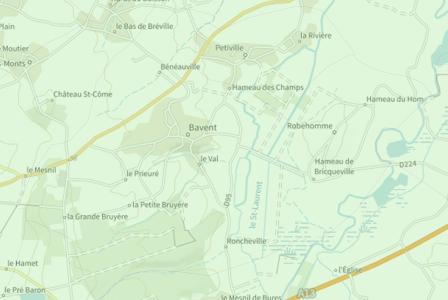 le Bas de Bréville
Plain
Moutier
-Monts
Petiville
la Rivière
Bénéauville
Château St-Côme
Hameau des Champs
Hameau du Hom
Robehomme
Bavent
le Val
Hameau de
Bricqueville
D224
le Mesnil
le Prieuré
D95
le St-Laurent
la Petite Bruyère
la Grande Bruyère
Roncheville
le Hamet
l'Église
le Pré Baron
le Mesnil de Bures
A13